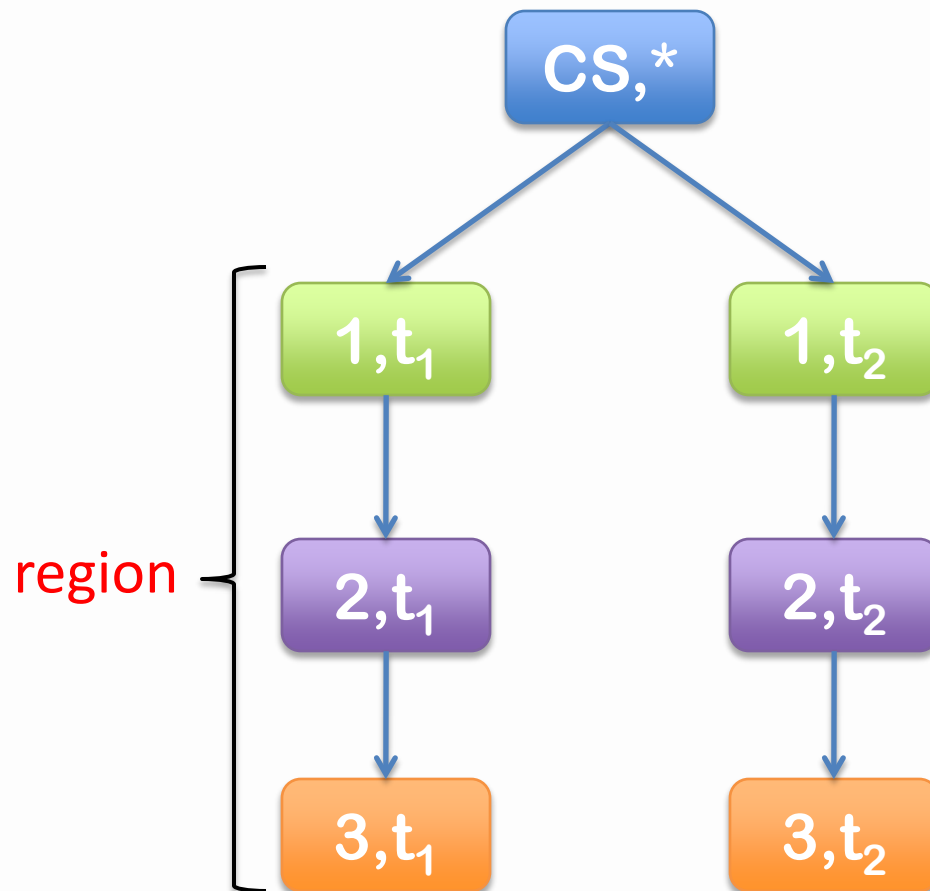 CS,*
1,t₁
1,t₂
region
2,t₁
2,t₂
3,t₁
3,t₂